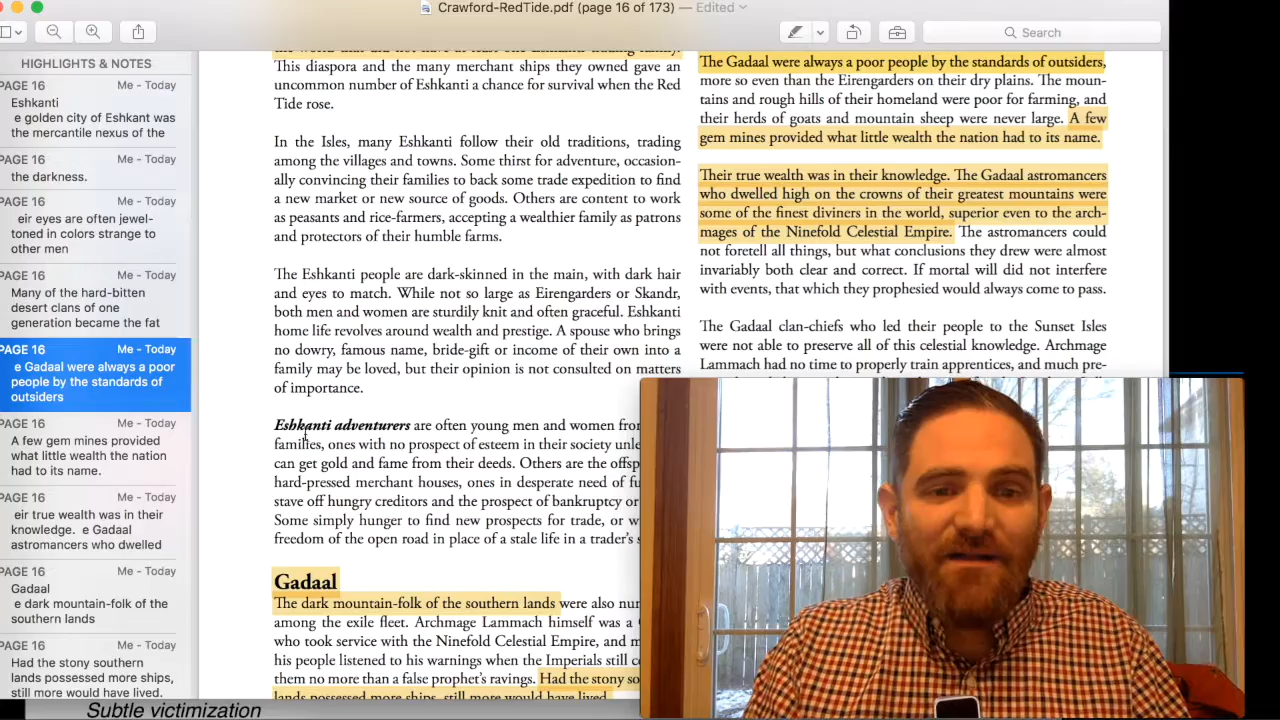 Crawford-RedTide.pdf (page 16 of 173) — Edited
Search
HIGHLIGHTS & NOTES
PAGE 16 Me - Today
Eshkanti
e golden city of Eshkant was
the mercantile nexus of the
PAGE 16 Me - Today
the darkness.
PAGE 16 Me - Today
eir eyes are often jewel-
toned in colors strange to
other men
PAGE 16 Me - Today
Many of the hard-bitten
desert clans of one
generation became the fat
PAGE 16 Me - Today
e Gadaal were always a poor
people by the standards of
outsiders
PAGE 16 Me - Today
A few gem mines provided
what little wealth the nation
had to its name.
PAGE 16 Me - Today
eir true wealth was in their
knowledge. e Gadaal
astromancers who dwelled
PAGE 16 Me - Today
Gadaal
e dark mountain-folk of the
southern lands
PAGE 16 Me - Today
Had the stony southern
lands possessed more ships,
still more would have lived.
This diaspora and the many merchant ships they owned gave an
uncommon number of Eshkanti a chance for survival when the Red
Tide rose.
In the Isles, many Eshkanti follow their old traditions, trading
among the villages and towns. Some thirst for adventure, occasion-
ally convincing their families to back some trade expedition to find
a new market or new source of goods. Others are content to work
as peasants and rice-farmers, accepting a wealthier family as patrons
and protectors of their humble farms.
The Eshkanti people are dark-skinned in the main, with dark hair
and eyes to match. While not so large as Eirengarders or Skandr,
both men and women are sturdily knit and often graceful. Eshkanti
home life revolves around wealth and prestige. A spouse who brings
no dowry, famous name, bride-gift or income of their own into a
family may be loved, but their opinion is not consulted on matters
of importance.
Eshkanti adventurers are often young men and women from
families, ones with no prospect of esteem in their society
can get gold and fame from their deeds. Others are the
hard-pressed merchant houses, ones in desperate need of
stave off hungry creditors and the prospect of bankruptcy or
Some simply hunger to find new prospects for trade, or
freedom of the open road in place of a stale life in a trader's
Gadaal
The dark mountain-folk of the southern lands were also
among the exile fleet. Archmage Lammach himself was a
who took service with the Ninefold Celestial Empire, and
his people listened to his warnings when the Imperials still
them no more than a false prophet's ravings. Had the stony
lands possessed more ships, still more would have lived.
The Gadaal were always a poor people by the standards of outsiders,
more so even than the Eirengarders on their dry plains. The moun-
tains and rough hills of their homeland were poor for farming, and
their herds of goats and mountain sheep were never large. A few
gem mines provided what little wealth the nation had to its name.
Their true wealth was in their knowledge. The Gadaal astromancers
who dwelled high on the crowns of their greatest mountains were
some of the finest diviners in the world, superior even to the arch-
mages of the Ninefold Celestial Empire. The astromancers could
not foretell all things, but what conclusions they drew were almost
invariably both clear and correct. If mortal will did not interfere
with events, that which they prophesied would always come to pass.
The Gadaal clan-chiefs who led their people to the Sunset Isles
were not able to preserve all of this celestial knowledge. Archmage
Lammach had no time to properly train apprentices, and much pre-
Subtle victimization